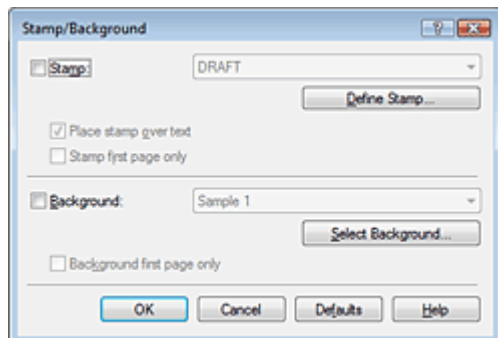 Stamp/Background
Stamp: DRAFT
Define Stamp...
Place stamp over text
Stamp first page only
Background: Sample 1
Select Background...
Background first page only
OK Cancel Defaults Help